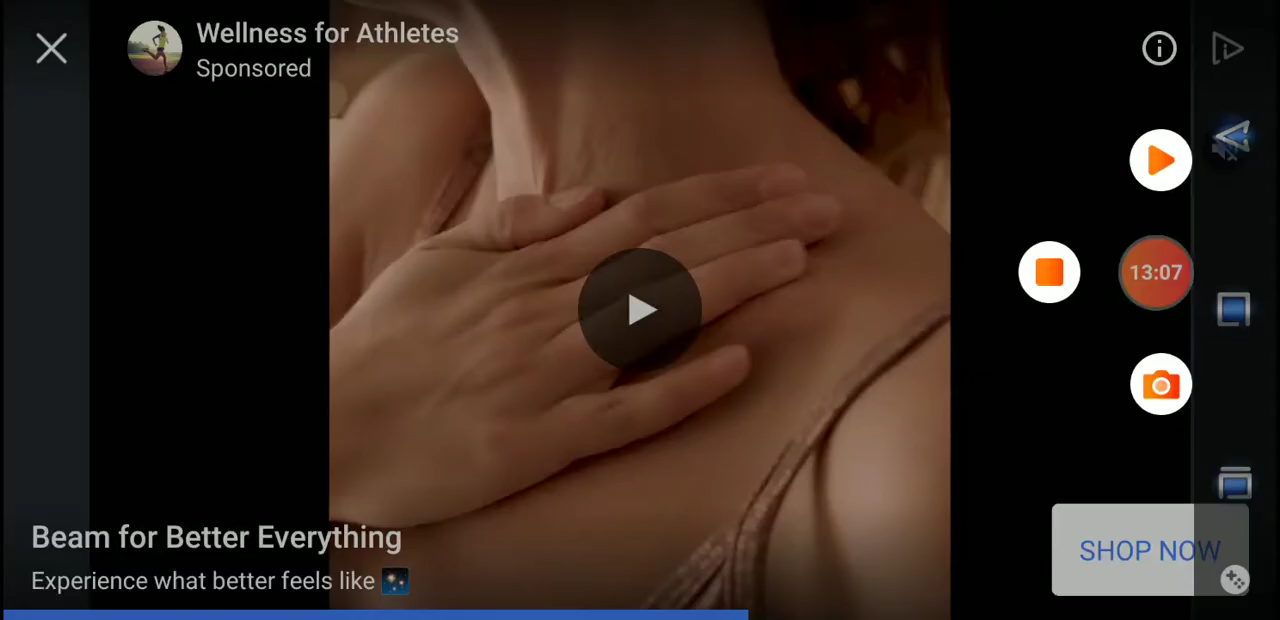 Wellness for Athletes
Sponsored
13:07
Beam for Better Everything
Experience what better feels like
SHOP NOW